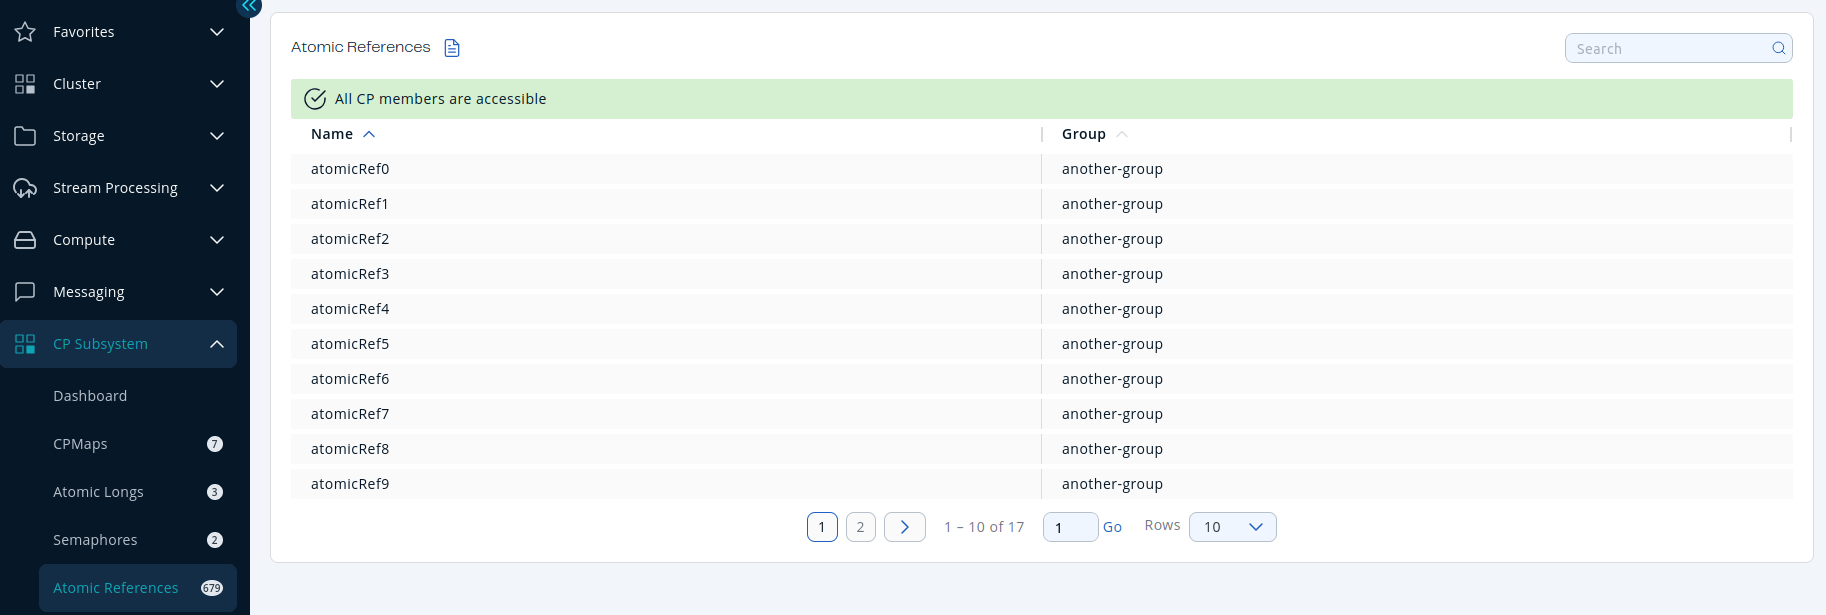 Favorites
Cluster
Storage
Stream Processing
Compute
Messaging
CP Subsystem
Dashboard
CPMaps 7
Atomic Longs 3
Semaphores 2
Atomic References 679
Atomic References
Search
All CP members are accessible
Name Group
atomicRef0 another-group
atomicRef1 another-group
atomicRef2 another-group
atomicRef3 another-group
atomicRef4 another-group
atomicRef5 another-group
atomicRef6 another-group
atomicRef7 another-group
atomicRef8 another-group
atomicRef9 another-group
1 2 1 – 10 of 17 1 Go Rows 10